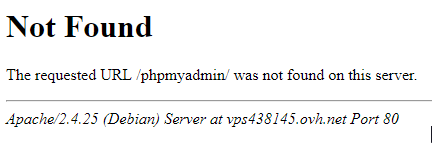 Not Found
The requested URL /phpmyadmin/ was not found on this server.
Apache/2.4.25 (Debian) Server at vps438145.ovh.net Port 80